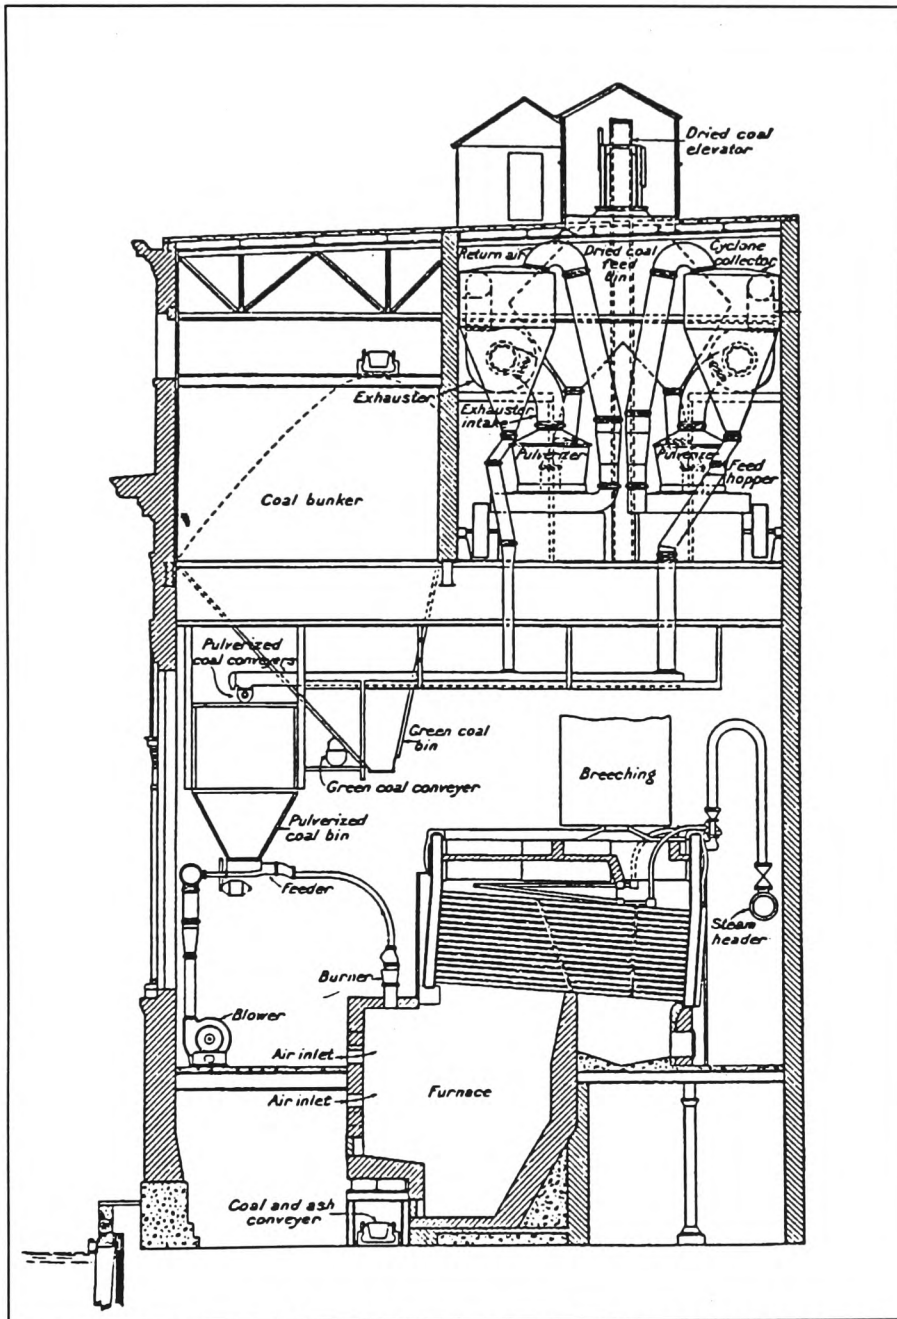 Dried coal
elevator
Return air
Dried coal
feed
bin
Cyclone
collector
Exhauster
Exhauster
intake
Pulverizer
Pulverizer
Feed
hopper
Coal bunker
Pulverized
coal conveyers
Green coal
bin
Green coal conveyer
Breeching
Pulverized
coal bin
Feeder
Steam
header
Burner
Blower
Air inlet
Air inlet
Furnace
Coal and ash
conveyer